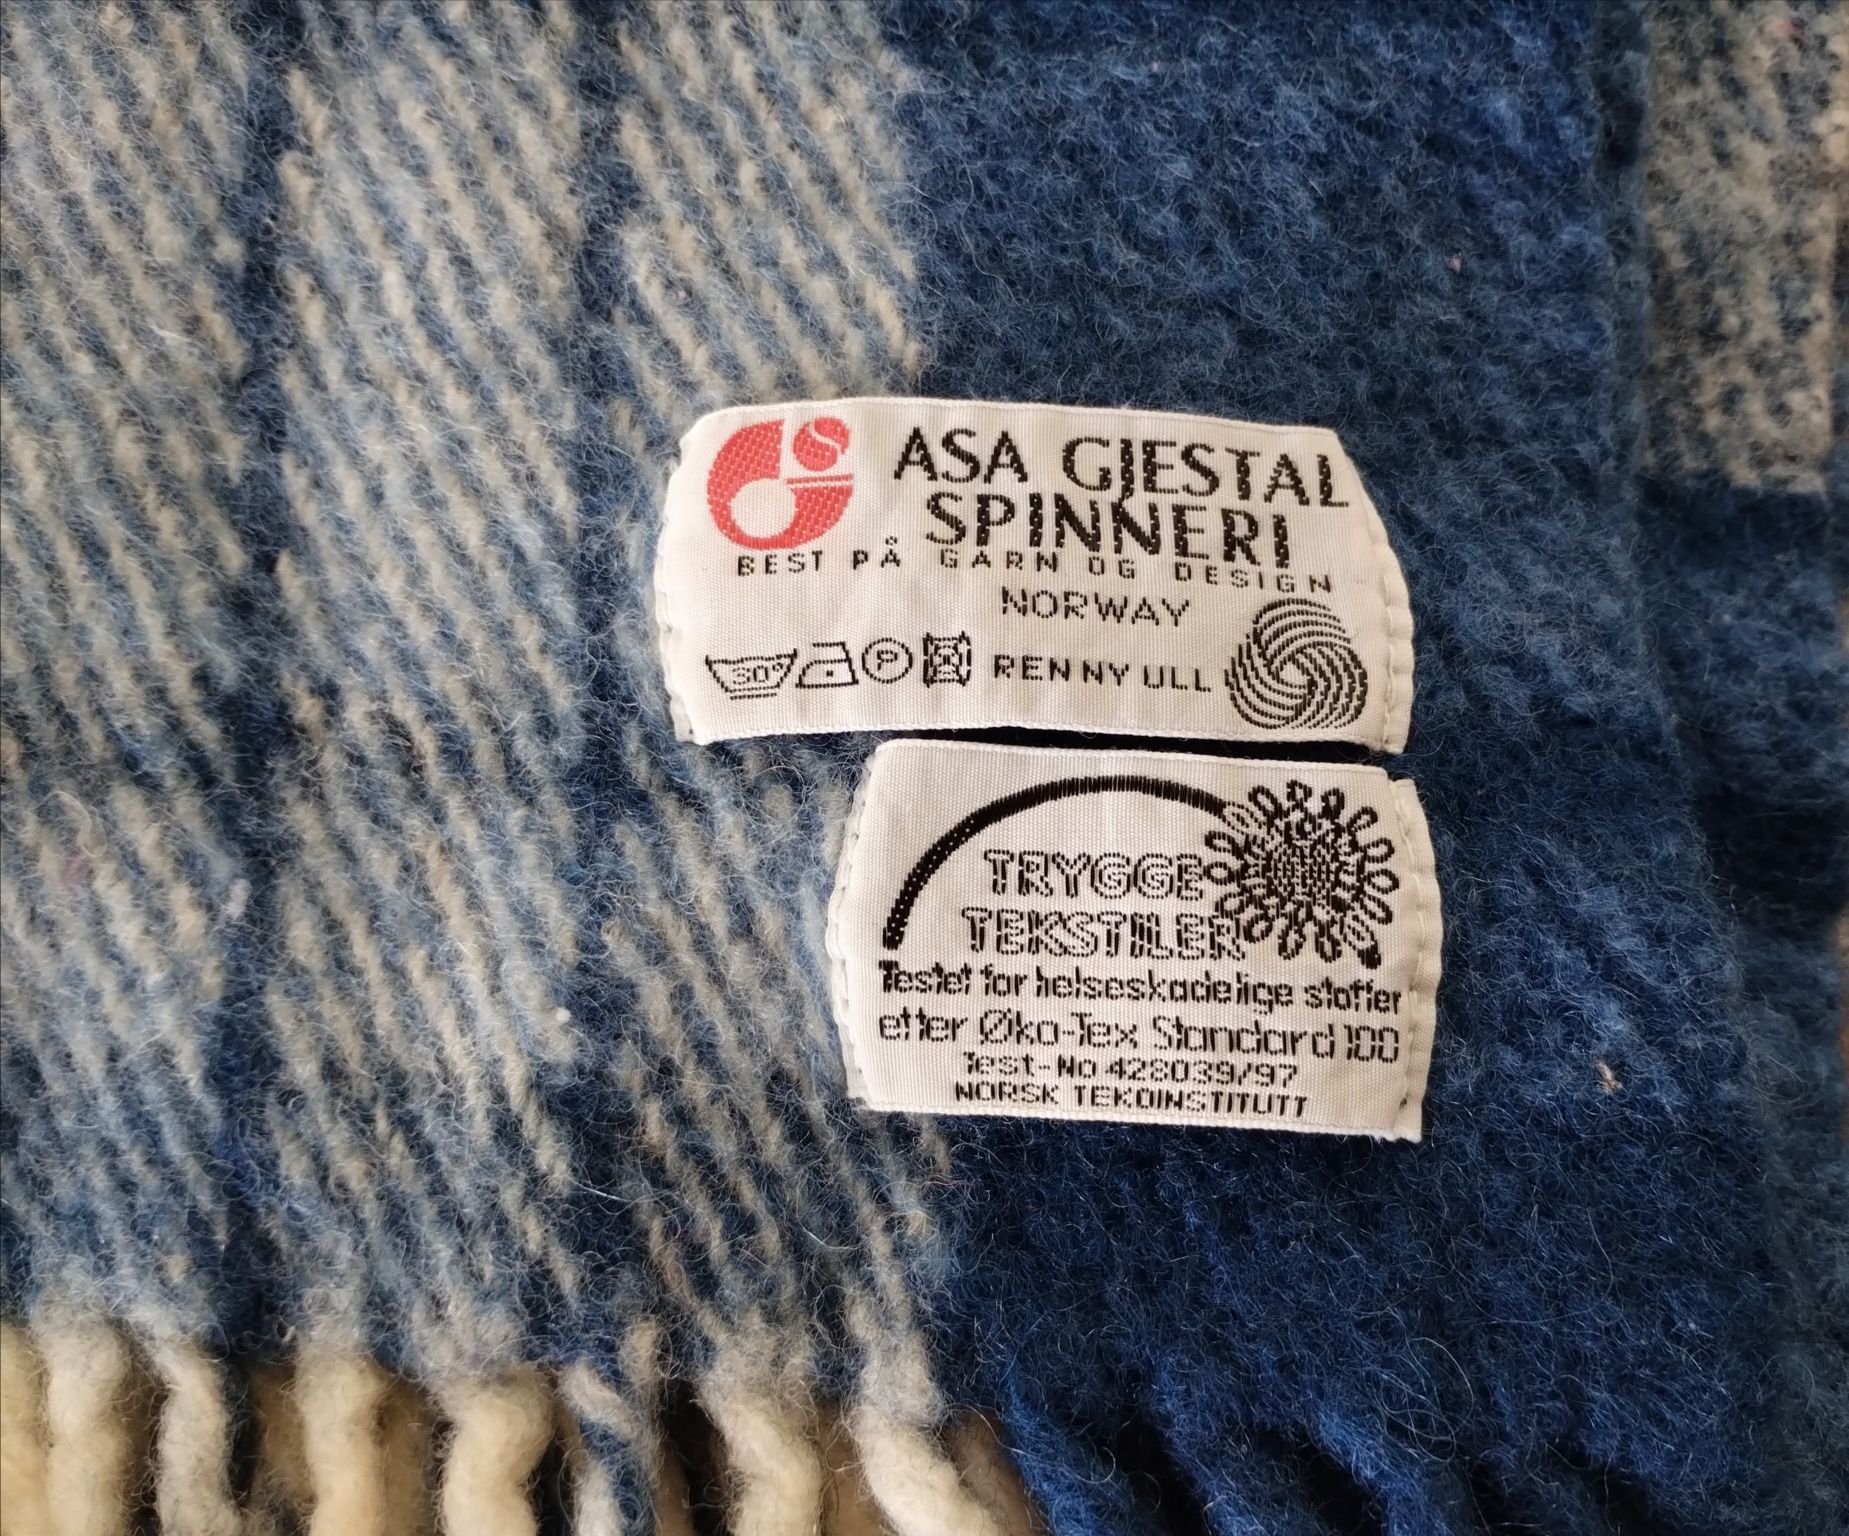 ASA GJESTAL
SPINNERI
BEST PÅ GARN OG DESIGN
NORWAY
30° P REN NY ULL
TRYGGE
TEKSTILER
Testet for helseskadelige stoffer
etter Øko-Tex Standard 100
Test-No 428039/97
NORSK TEKOINSTITUTT